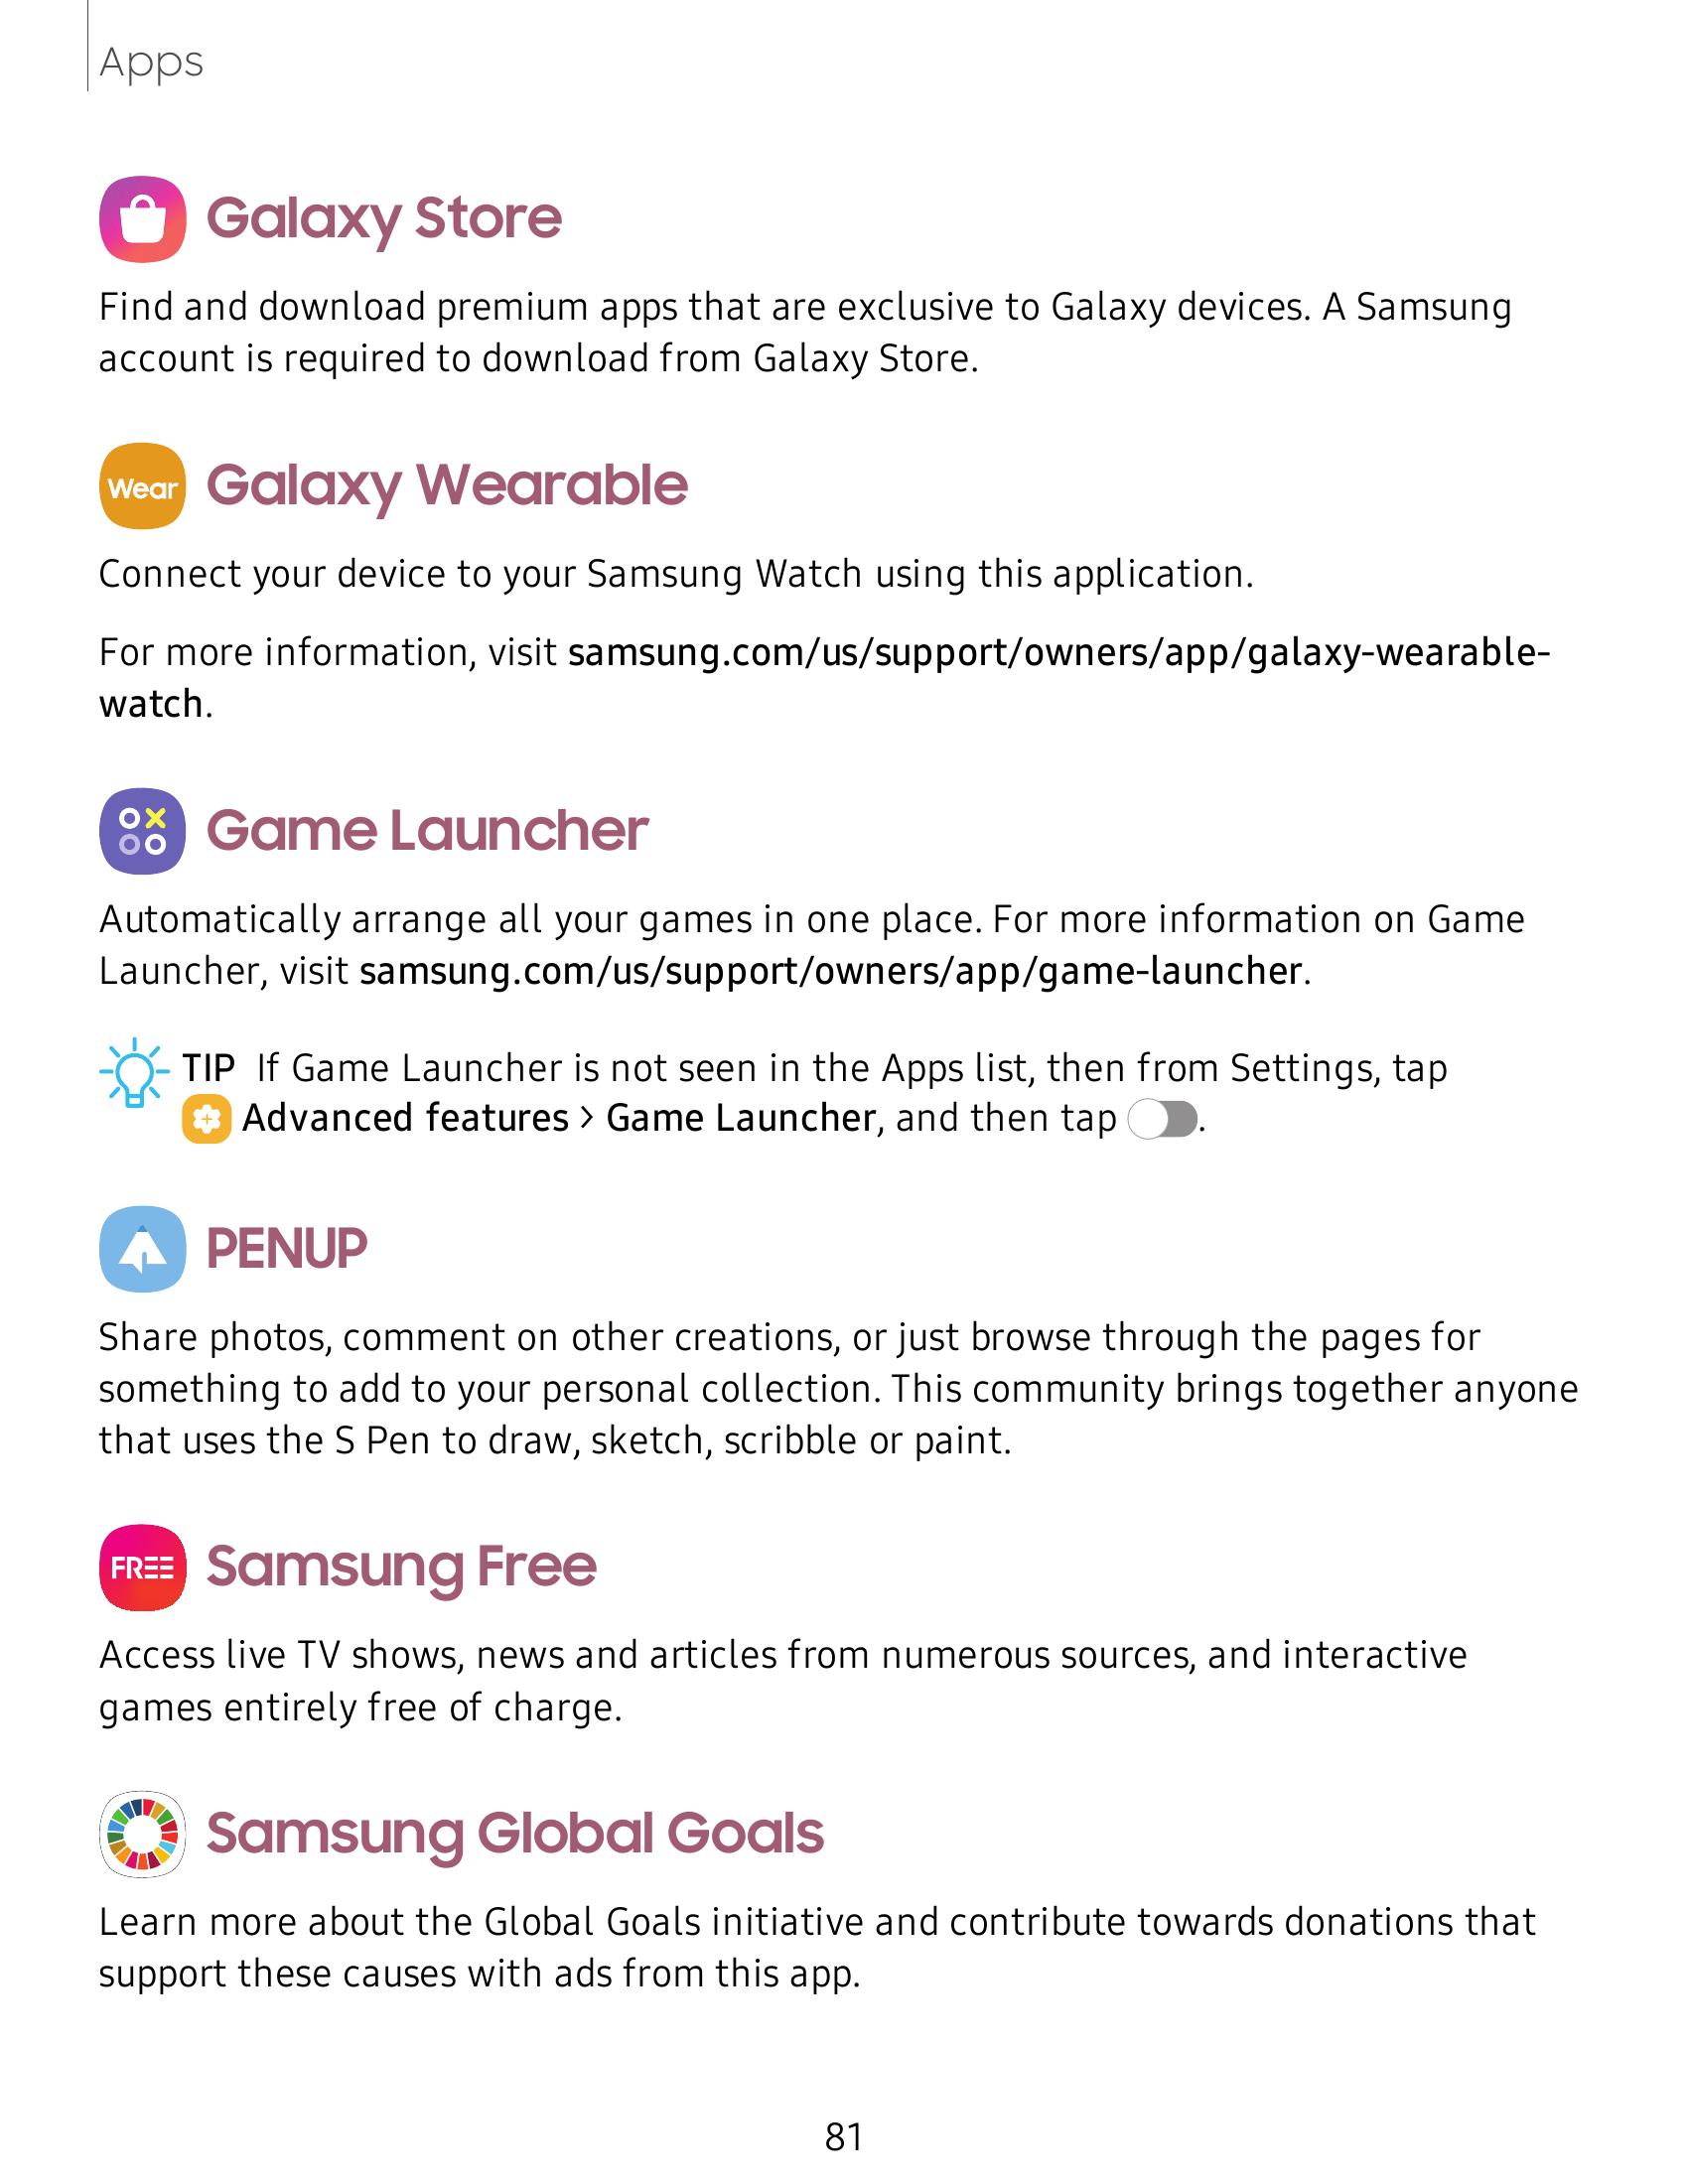 Apps
Galaxy Store
Find and download premium apps that are exclusive to Galaxy devices. A Samsung
account is required to download from Galaxy Store.
Wear Galaxy Wearable
Connect your device to your Samsung Watch using this application.
For more information, visit samsung.com/us/support/owners/app/galaxy-wearable-
watch.
Game Launcher
Automatically arrange all your games in one place. For more information on Game
Launcher, visit samsung.com/us/support/owners/app/game-launcher.
TIP If Game Launcher is not seen in the Apps list, then from Settings, tap
Advanced features > Game Launcher, and then tap .
PENUP
Share photos, comment on other creations, or just browse through the pages for
something to add to your personal collection. This community brings together anyone
that uses the S Pen to draw, sketch, scribble or paint.
FREE Samsung Free
Access live TV shows, news and articles from numerous sources, and interactive
games entirely free of charge.
Samsung Global Goals
Learn more about the Global Goals initiative and contribute towards donations that
support these causes with ads from this app.
81